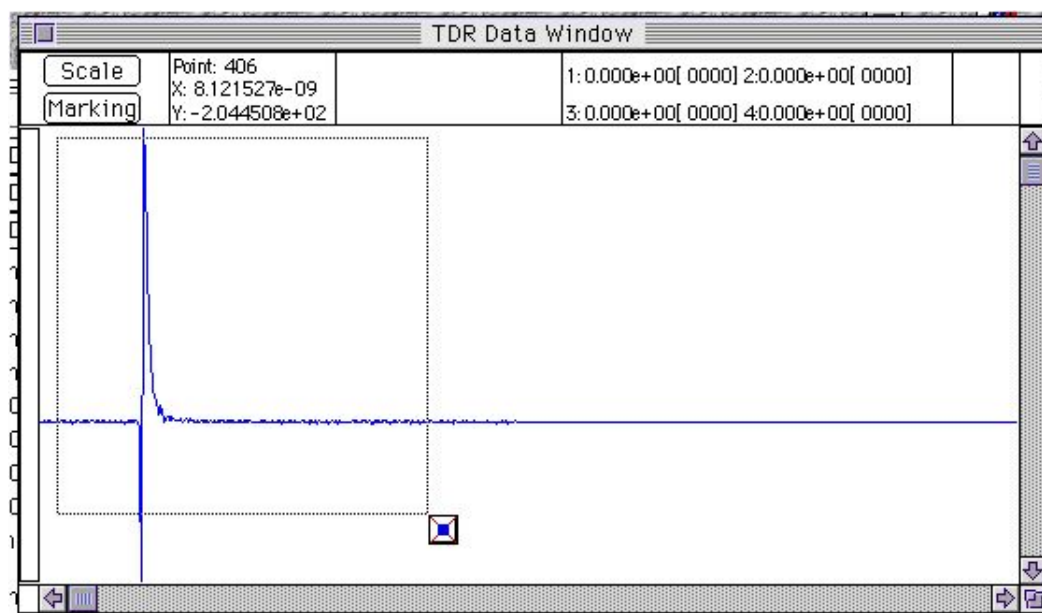 TDR Data Window
Scale
Marking
Point: 406
X: 8.121527e-09
Y: -2.044508e+02
1: 0.000e+00[ 0000] 2:0.000e+00[ 0000]
3: 0.000e+00[ 0000] 4:0.000e+00[ 0000]